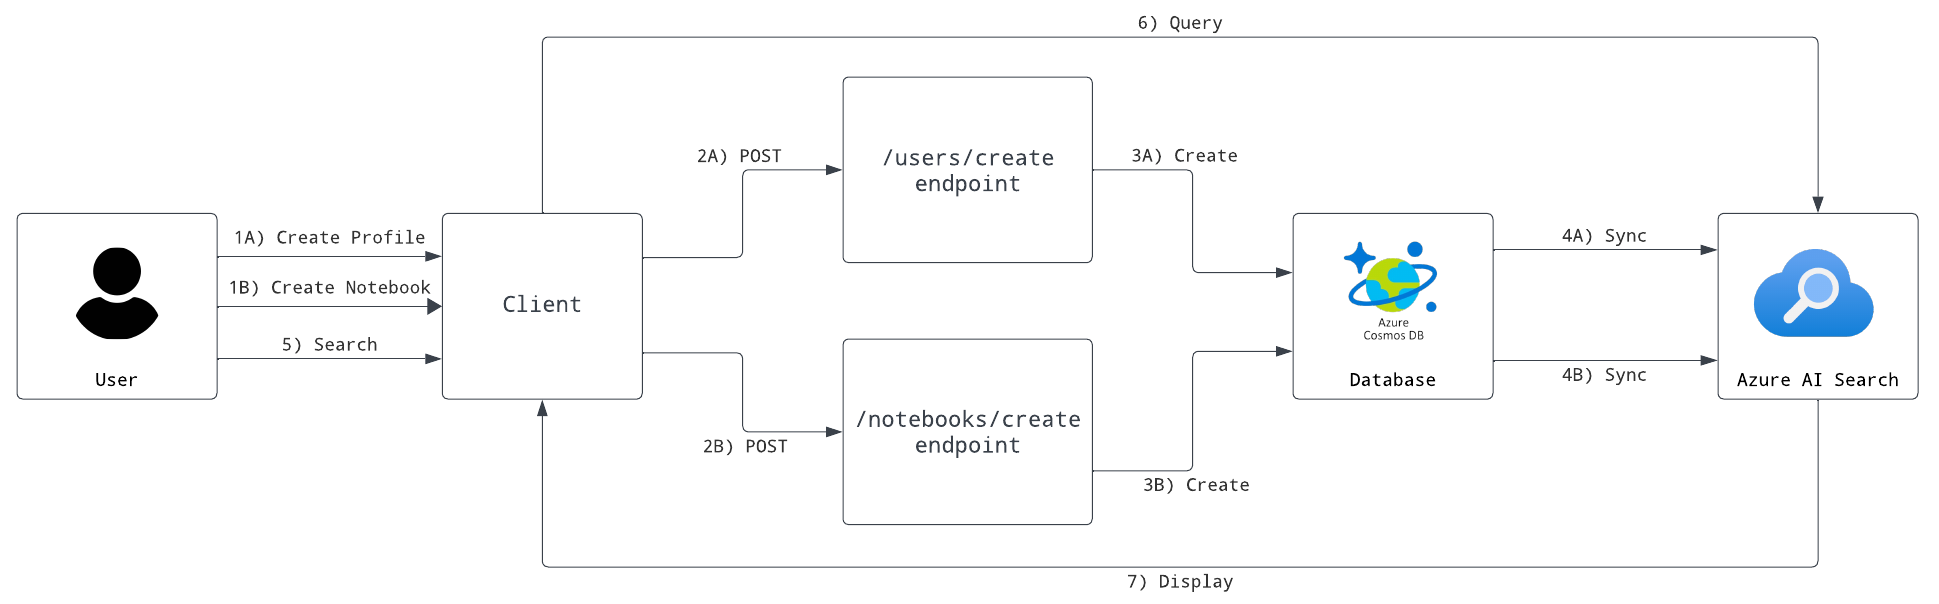 6) Query
2A) POST
/users/create
endpoint
3A) Create
1A) Create Profile
1B) Create Notebook
5) Search
User
Client
Azure
Cosmos DB
Database
4A) Sync
4B) Sync
Azure AI Search
2B) POST
/notebooks/create
endpoint
3B) Create
7) Display